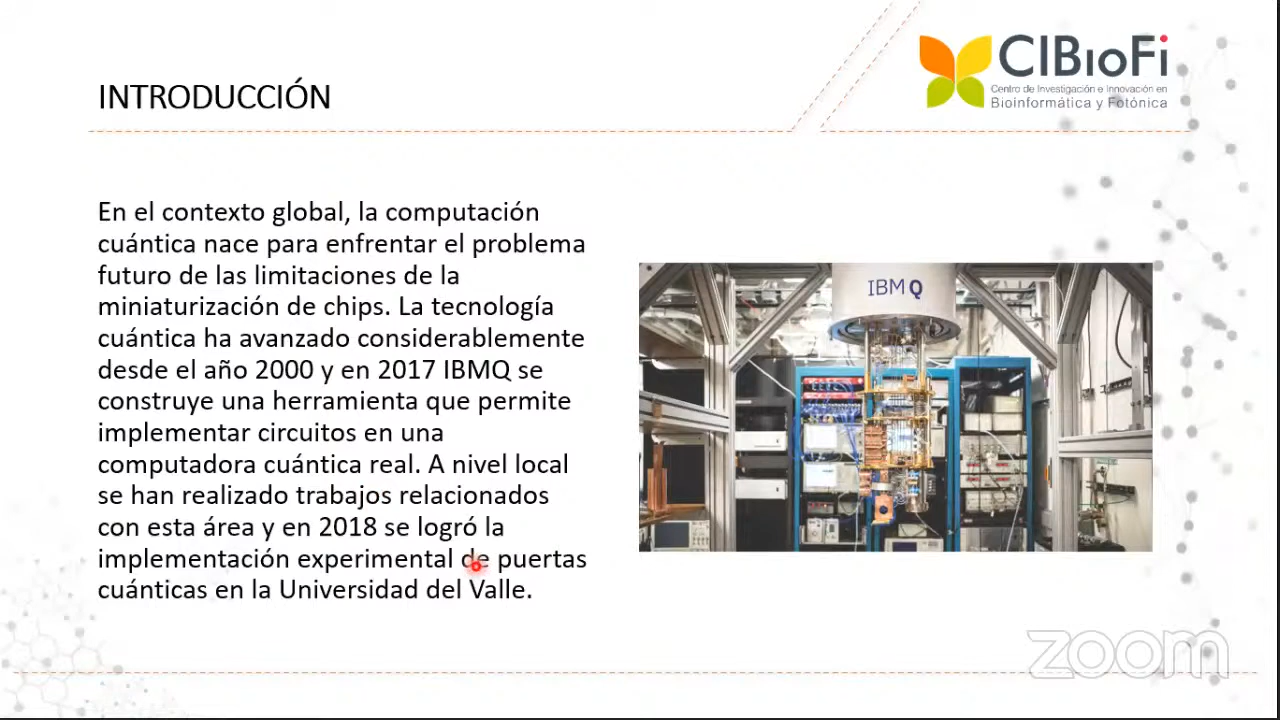 CIBioFi
Centro de Investigación e Innovación en
Bioinformática y Fotónica
INTRODUCCIÓN
En el contexto global, la computación
cuántica nace para enfrentar el problema
futuro de las limitaciones de la
miniaturización de chips. La tecnología
cuántica ha avanzado considerablemente
desde el año 2000 y en 2017 IBMQ se
construye una herramienta que permite
implementar circuitos en una
computadora cuántica real. A nivel local
se han realizado trabajos relacionados
con esta área y en 2018 se logró la
implementación experimental de puertas
cuánticas en la Universidad del Valle.
IBM Q
zoom